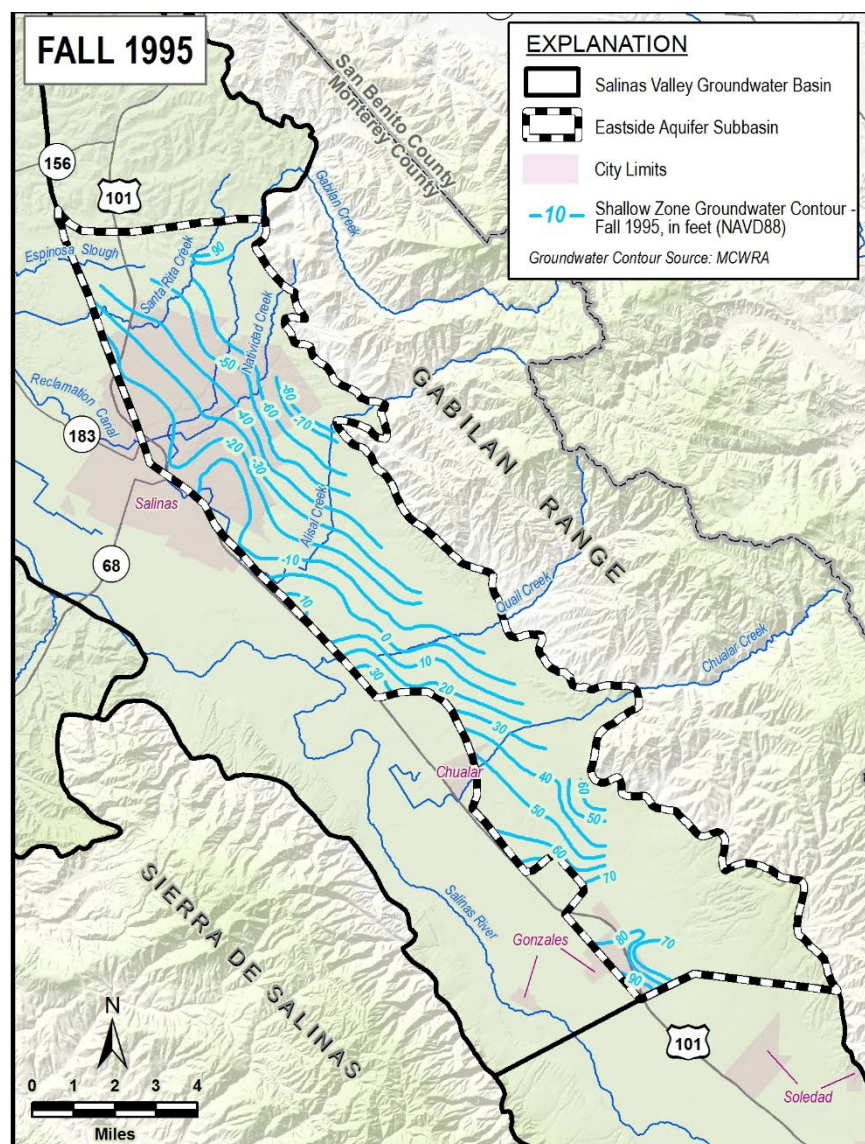 FALL 1995
EXPLANATION
Salinas Valley Groundwater Basin
Eastside Aquifer Subbasin
City Limits
-10 Shallow Zone Groundwater Contour -
Fall 1995, in feet (NAVD88)
Groundwater Contour Source: MCWRA
San Benito County
Monterey County
156
101
Gabilan Creek
Espinosa Slough
Santa Rita Creek
90
Natividad Creek
-50
-80
-70
-60
Reclamation Canal
183
-40
-20
-30
GABILAN RANGE
Salinas
Alisal Creek
68
-10
10
Quail Creek
0
10
Chualar Creek
30
20
30
Chualar
40
60
50
50
60
70
SIERRA DE SALINAS
Salinas River
Gonzales
80
70
90
N
101
0 1 2 3 4
Miles
Soledad